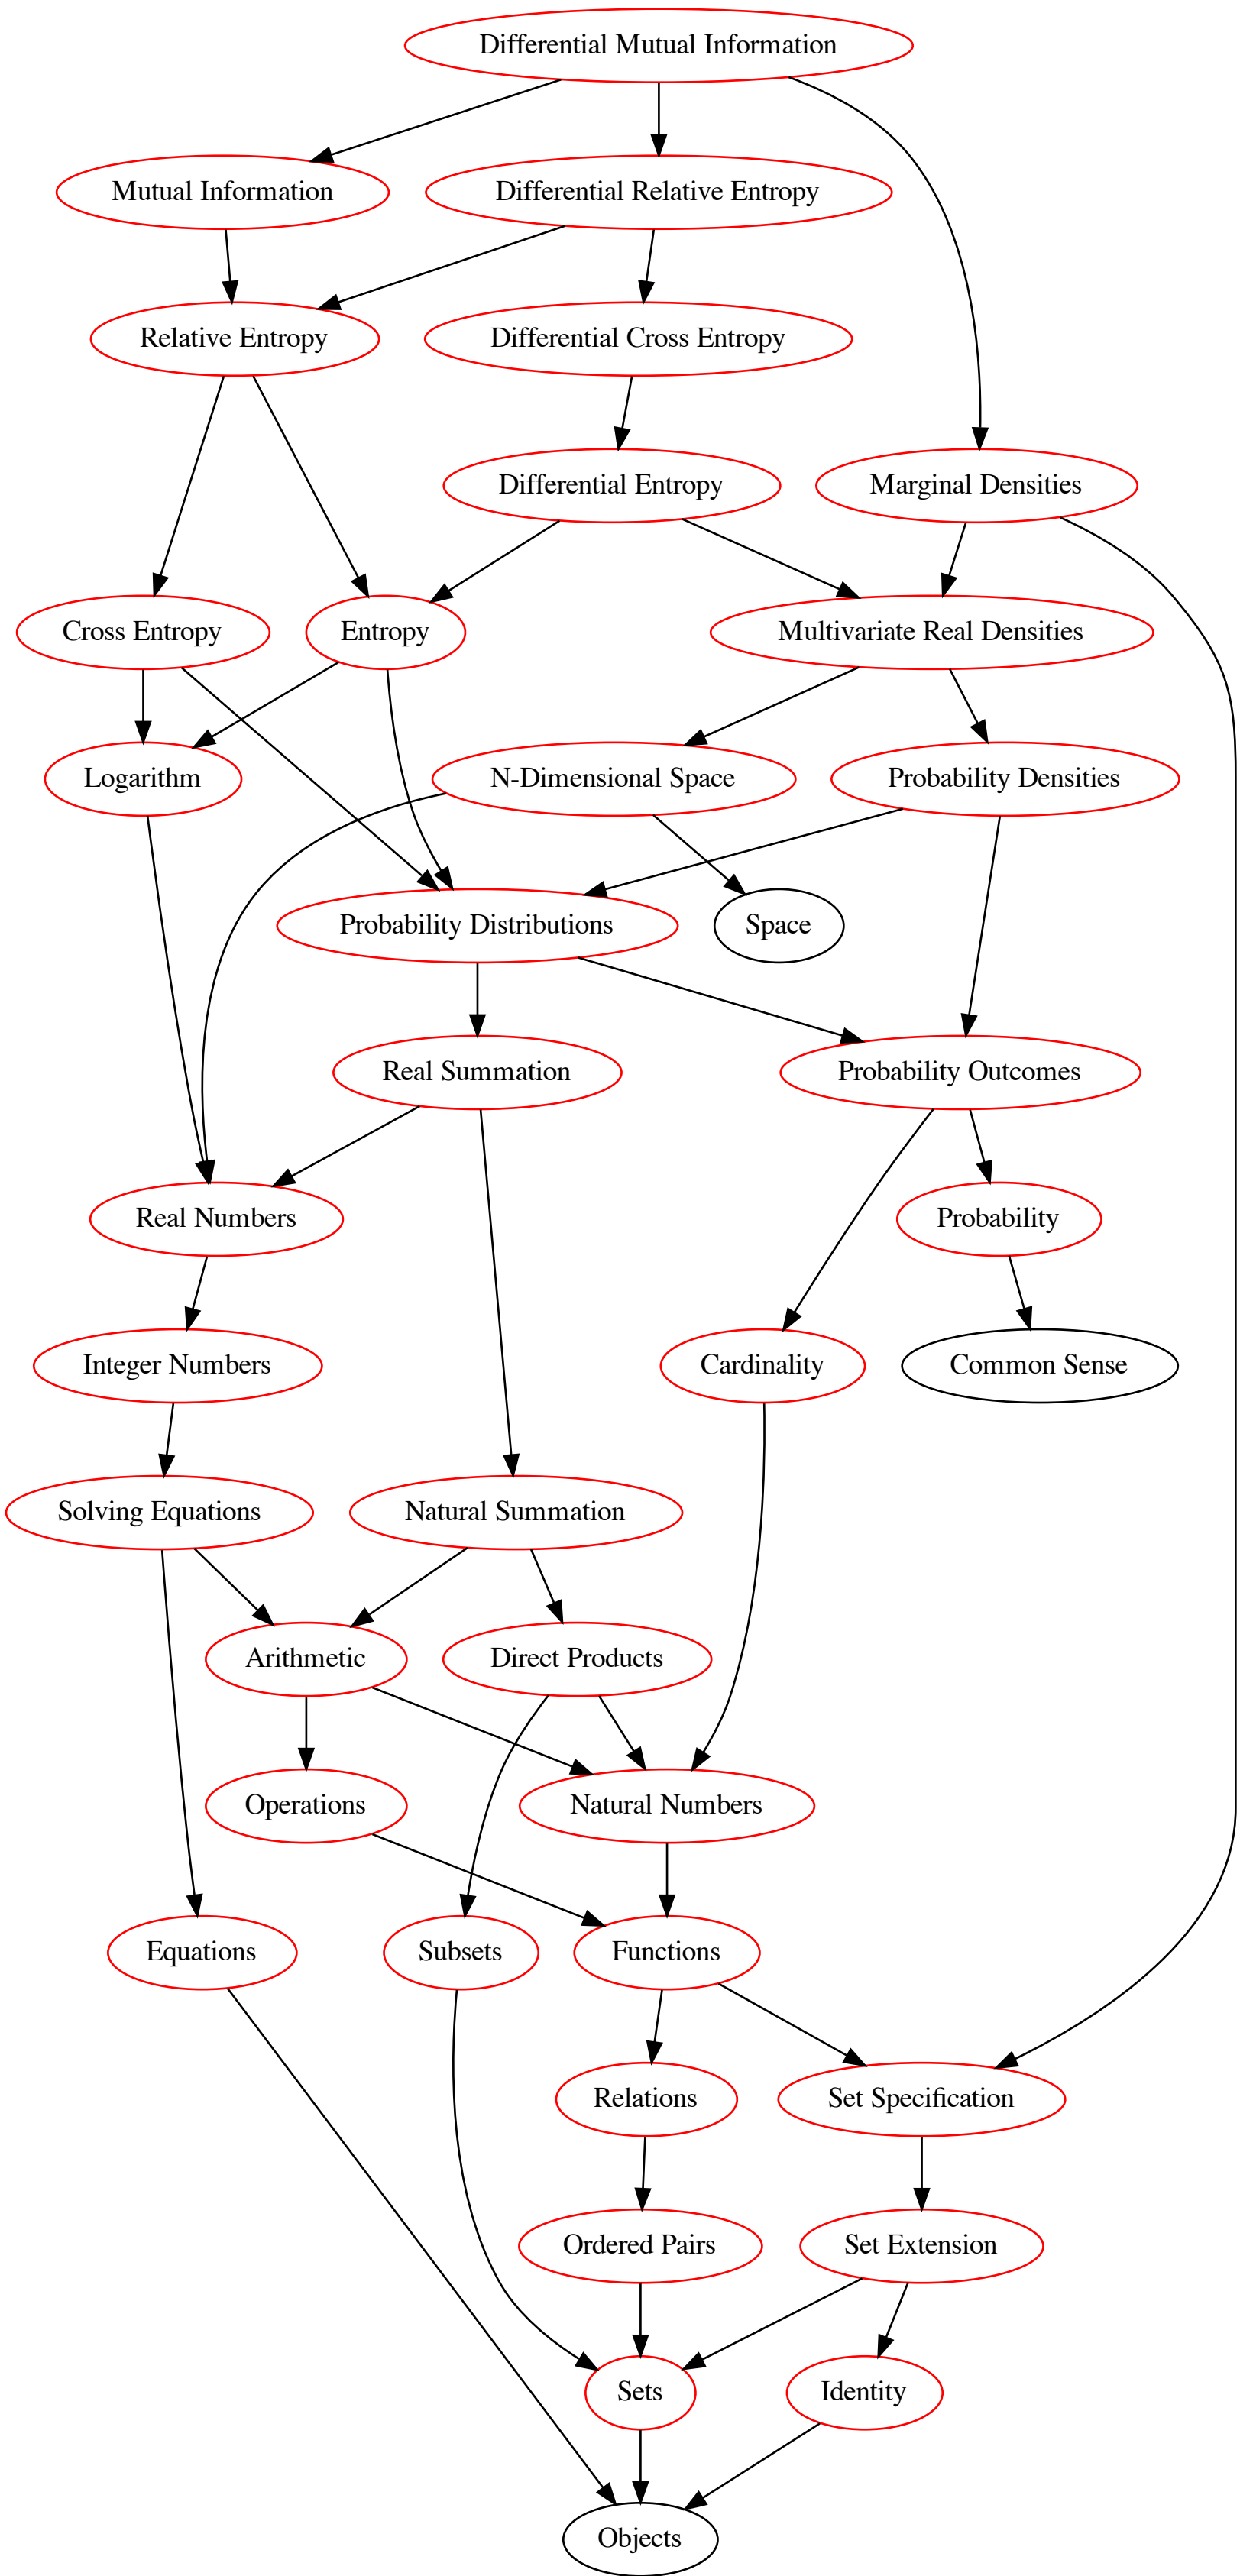 Differential Mutual Information
Mutual Information
Differential Relative Entropy
Relative Entropy
Differential Cross Entropy
Differential Entropy
Marginal Densities
Cross Entropy
Entropy
Multivariate Real Densities
Logarithm
N-Dimensional Space
Probability Densities
Probability Distributions
Space
Real Summation
Probability Outcomes
Real Numbers
Probability
Integer Numbers
Cardinality
Common Sense
Solving Equations
Natural Summation
Arithmetic
Direct Products
Operations
Natural Numbers
Equations
Subsets
Functions
Relations
Set Specification
Ordered Pairs
Set Extension
Sets
Identity
Objects